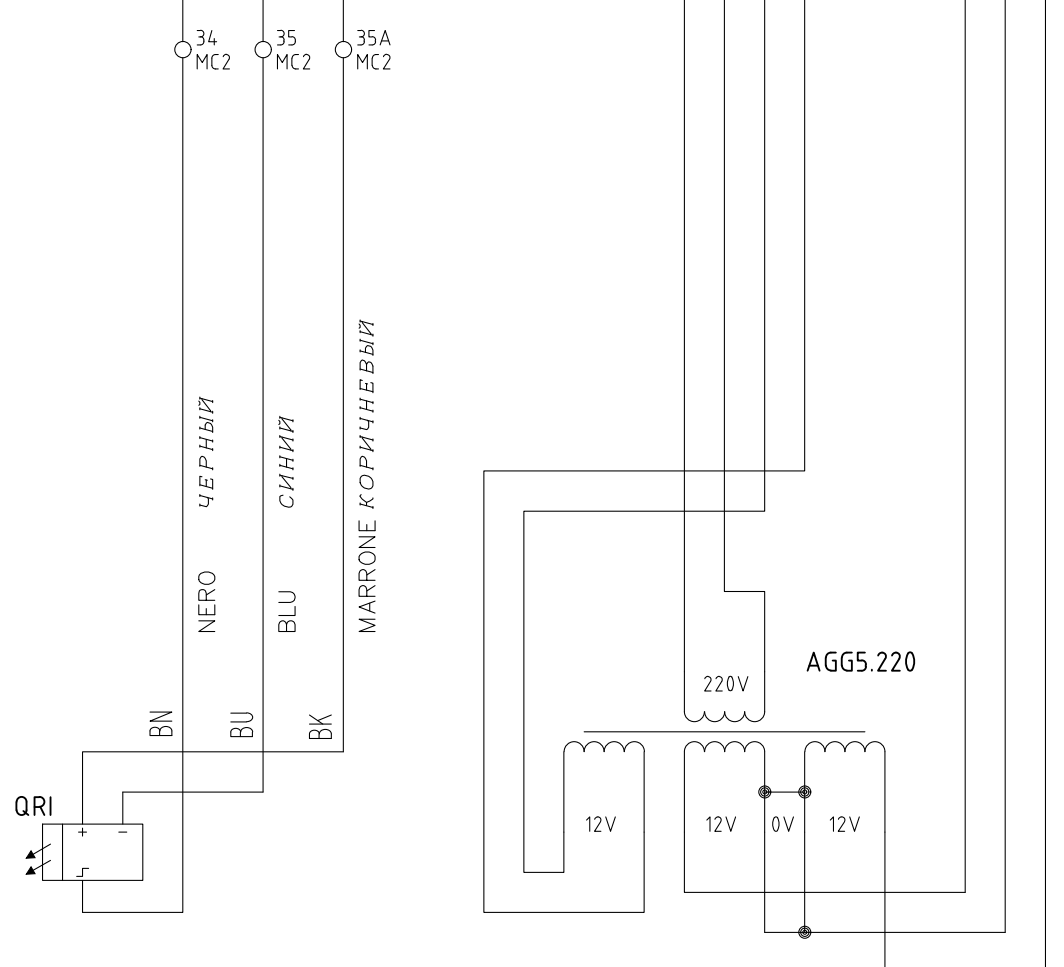 34
MC2
35
MC2
35A
MC2
NERO ЧЕРНЫЙ
BLU СИНИЙ
MARRONE КОРИЧНЕВЫЙ
AGG5.220
220V
BN
BU
BK
QRI
+ −
12V
12V
0V
12V